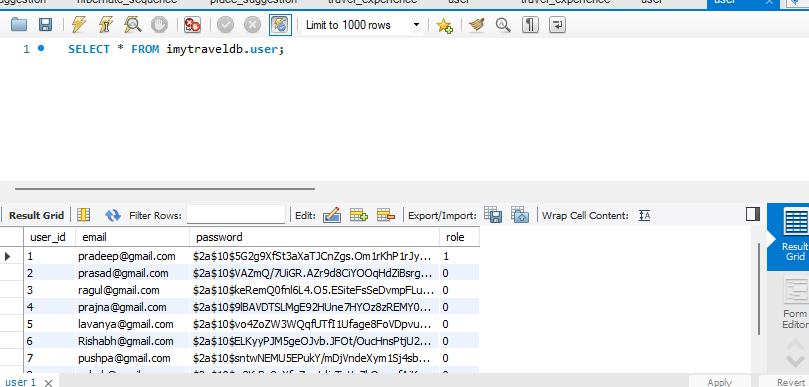 suggestion hibernate_sequence place_suggestion travel_experience user travel_experience user user
Limit to 1000 rows
1 SELECT * FROM imytraveldb.user;
Result Grid Filter Rows: Edit: Export/Import: Wrap Cell Content:
user_id email password role
1 pradeep@gmail.com $2a$10$5G2g9XfSt3aXaTJCnZgs.Om1rKhP1rJy... 1
2 prasad@gmail.com $2a$10$VAZmQ/7UiGR.AZr9d8CiYOOqHdZiBsrg... 0
3 ragul@gmail.com $2a$10$keRemQ0fnl6L4.O5.ESiteFsSeDvmpFLu... 0
4 prajna@gmail.com $2a$10$9lBAVDTSLMgE92HUne7HYOz8zREMY0... 0
5 lavanya@gmail.com $2a$10$vo4ZoZW3WQqfUTfI1Ufage8FoVDpvu... 0
6 Rishabh@gmail.com $2a$10$ELKyyPJM5geOJvb.JFOt/OucHnsPtjU2... 0
7 pushpa@gmail.com $2a$10$sntwNEMU5EPukY/mDjVndeXym1Sj4sb... 0
Result
Grid
Form
Editor
user 1
Apply Revert